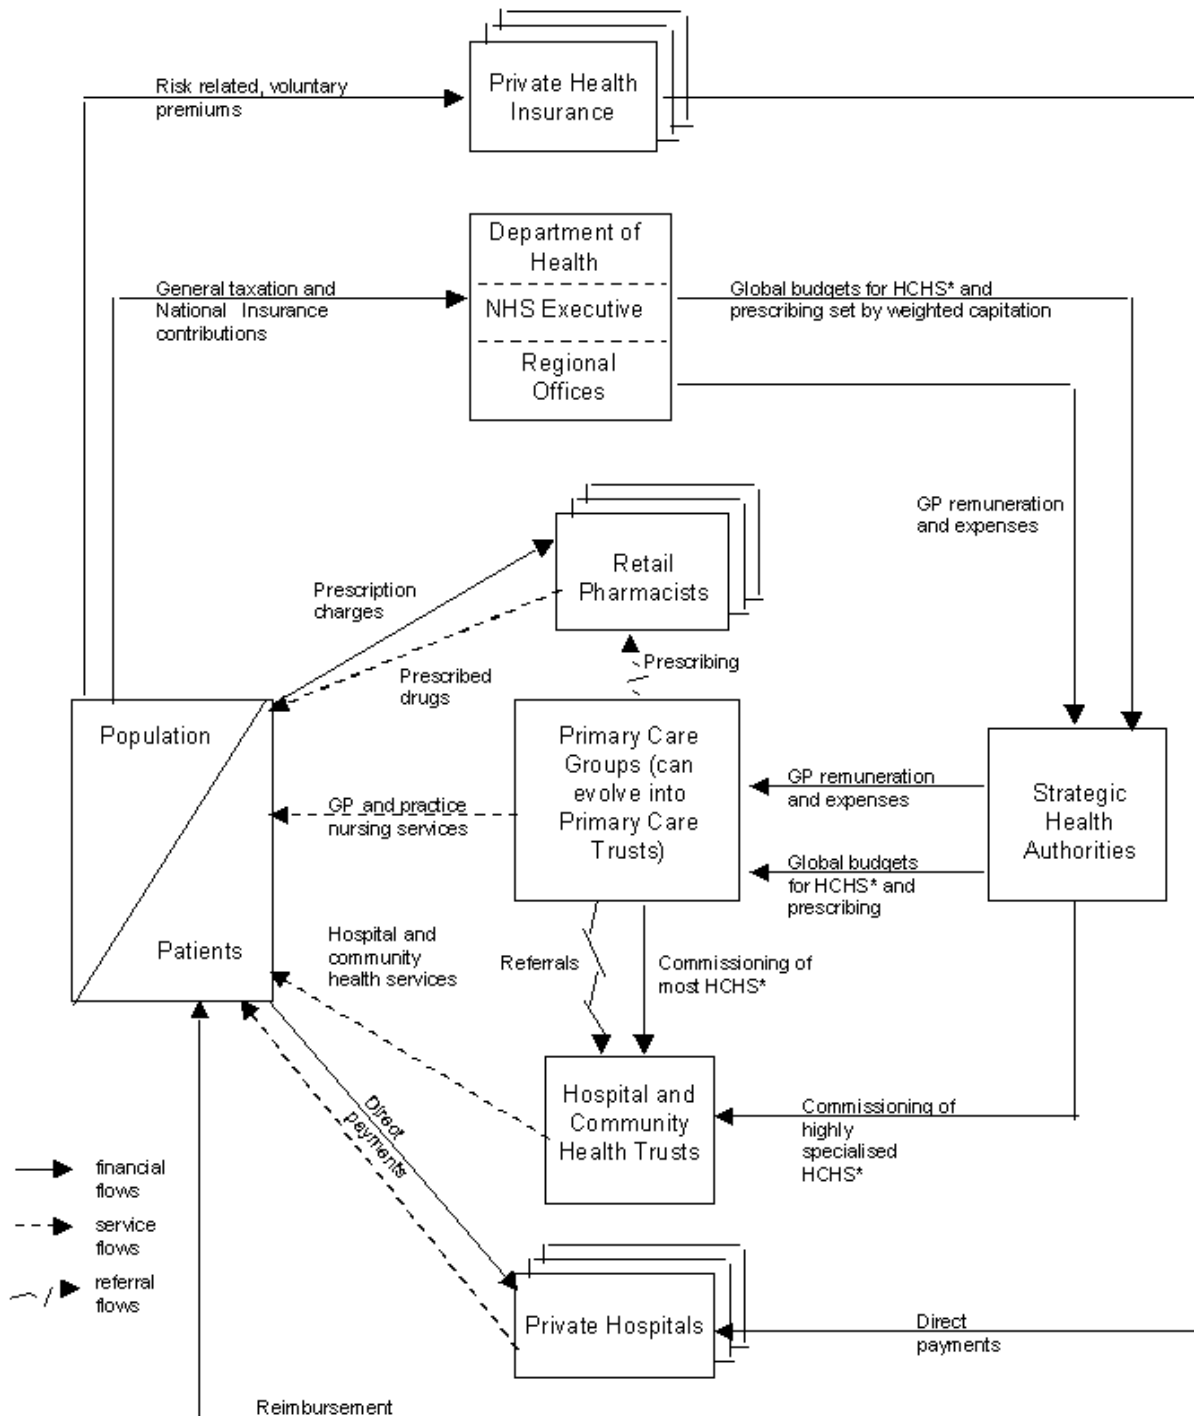 Private Health
Insurance
Risk related, voluntary
premiums
Department of
Health
NHS Executive
Regional
Offices
General taxation and
National Insurance
contributions
Global budgets for HCHS* and
prescribing set by weighted capitation
GP remuneration
and expenses
Retail
Pharmacists
Prescription
charges
Prescribed
drugs
Prescribing
Population
Patients
Primary Care
Groups (can
evolve into
Primary Care
Trusts)
GP and practice
nursing services
GP remuneration
and expenses
Global budgets
for HCHS* and
prescribing
Strategic
Health
Authorities
Hospital and
community
health services
Referrals
Commissioning of
most HCHS*
Hospital and
Community
Health Trusts
Commissioning of
highly
specialised
HCHS*
Direct
payments
financial
flows
service
flows
referral
flows
Private Hospitals
Direct
payments
Reimbursement